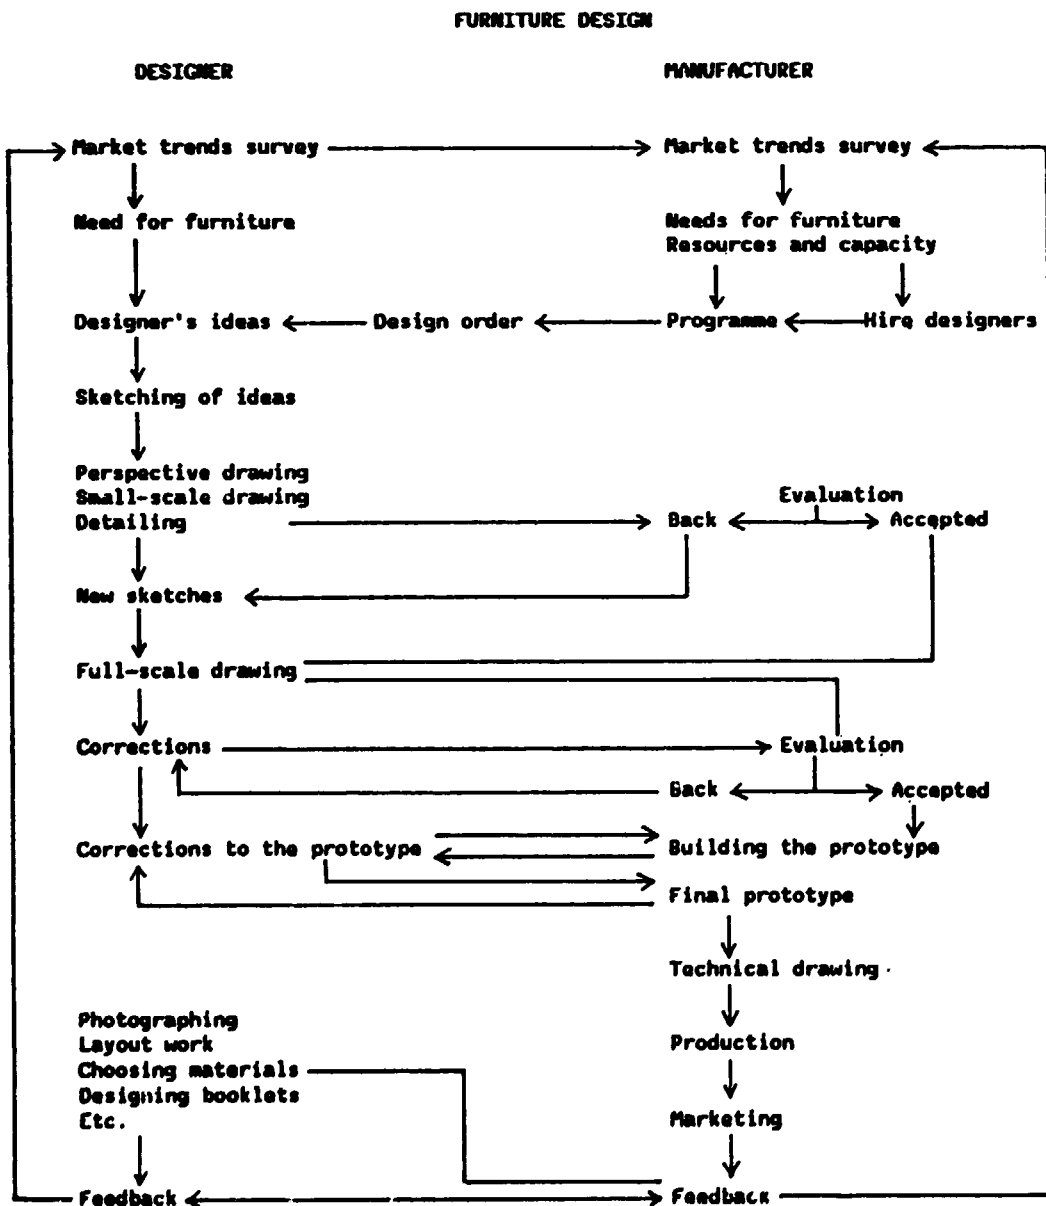 FURNITURE DESIGN
DESIGNER
MANUFACTURER
Market trends survey
Market trends survey
Need for furniture
Needs for furniture
Resources and capacity
Designer's ideas
Design order
Programme
Hire designers
Sketching of ideas
Perspective drawing
Small-scale drawing
Detailing
Evaluation
Back
Accepted
New sketches
Full-scale drawing
Corrections
Evaluation
Back
Accepted
Corrections to the prototype
Building the prototype
Final prototype
Technical drawing
Photographing
Layout work
Choosing materials
Designing booklets
Etc.
Production
Marketing
Feedback
Feedback